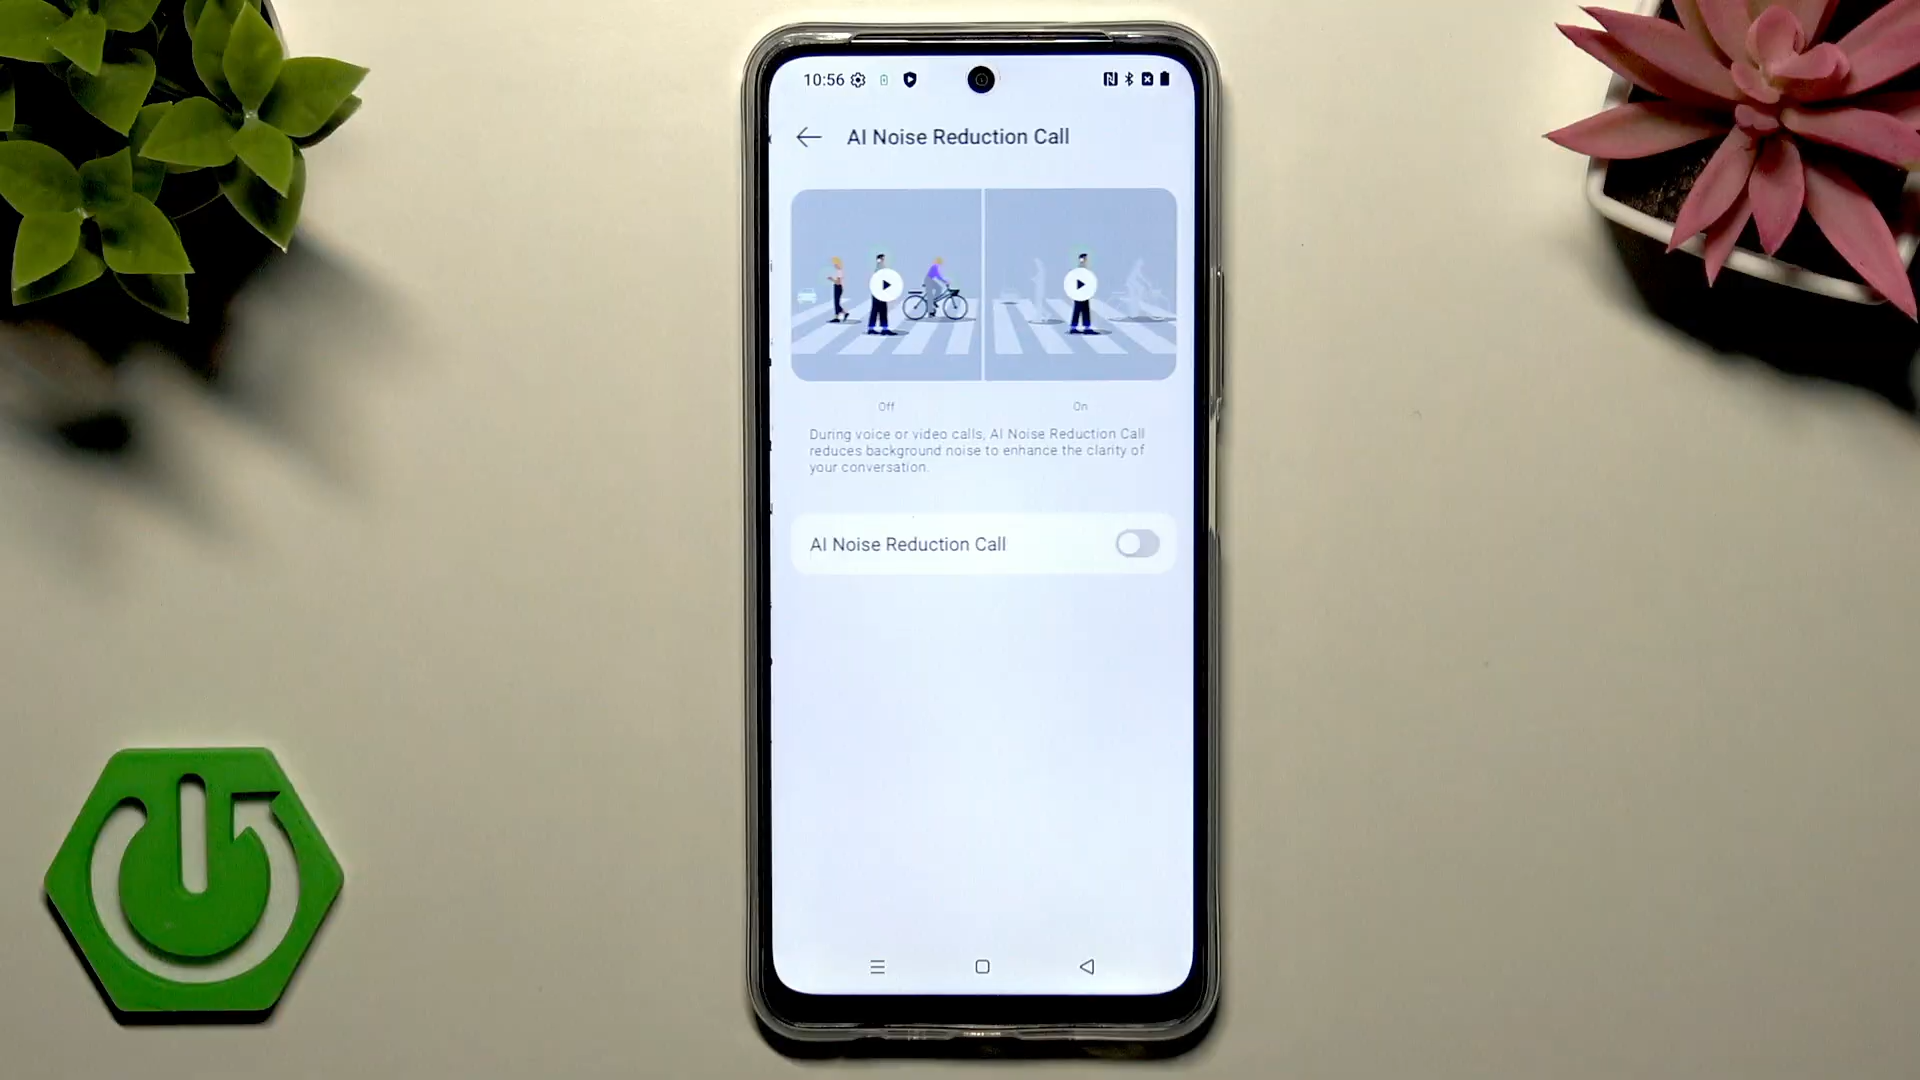 10:56
AI Noise Reduction Call
Off
On
During voice or video calls, AI Noise Reduction Call
reduces background noise to enhance the clarity of
your conversation.
AI Noise Reduction Call